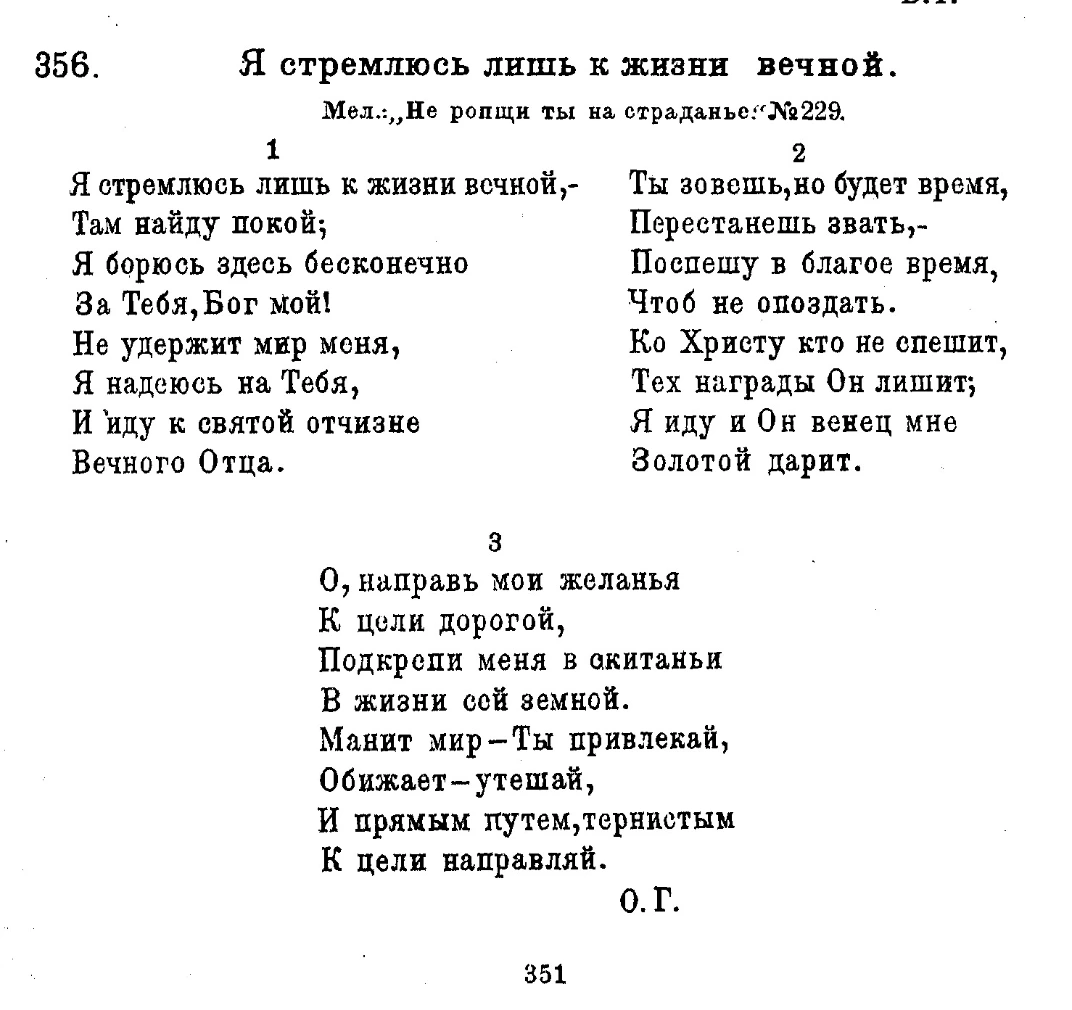 356. Я стремлюсь лишь к жизни вечной.
Мел.:„Не ропщи ты на страданье:“№229.
1
Я стремлюсь лишь к жизни вечной,-
Там найду покой;
Я борюсь здесь бесконечно
За Тебя,Бог мой!
Не удержит мир меня,
Я надеюсь на Тебя,
И иду к святой отчизне
Вечного Отца.
2
Ты зовешь,но будет время,
Перестанешь звать,-
Поспешу в благое время,
Чтоб не опоздать.
Ко Христу кто не спешит,
Тех награды Он лишит;
Я иду и Он венец мне
Золотой дарит.
3
О, направь мои желанья
К цели дорогой,
Подкрепи меня в скитаньи
В жизни сей земной.
Манит мир–Ты привлекай,
Обижает–утешай,
И прямым путем,тернистым
К цели направляй.
О. Г.
351